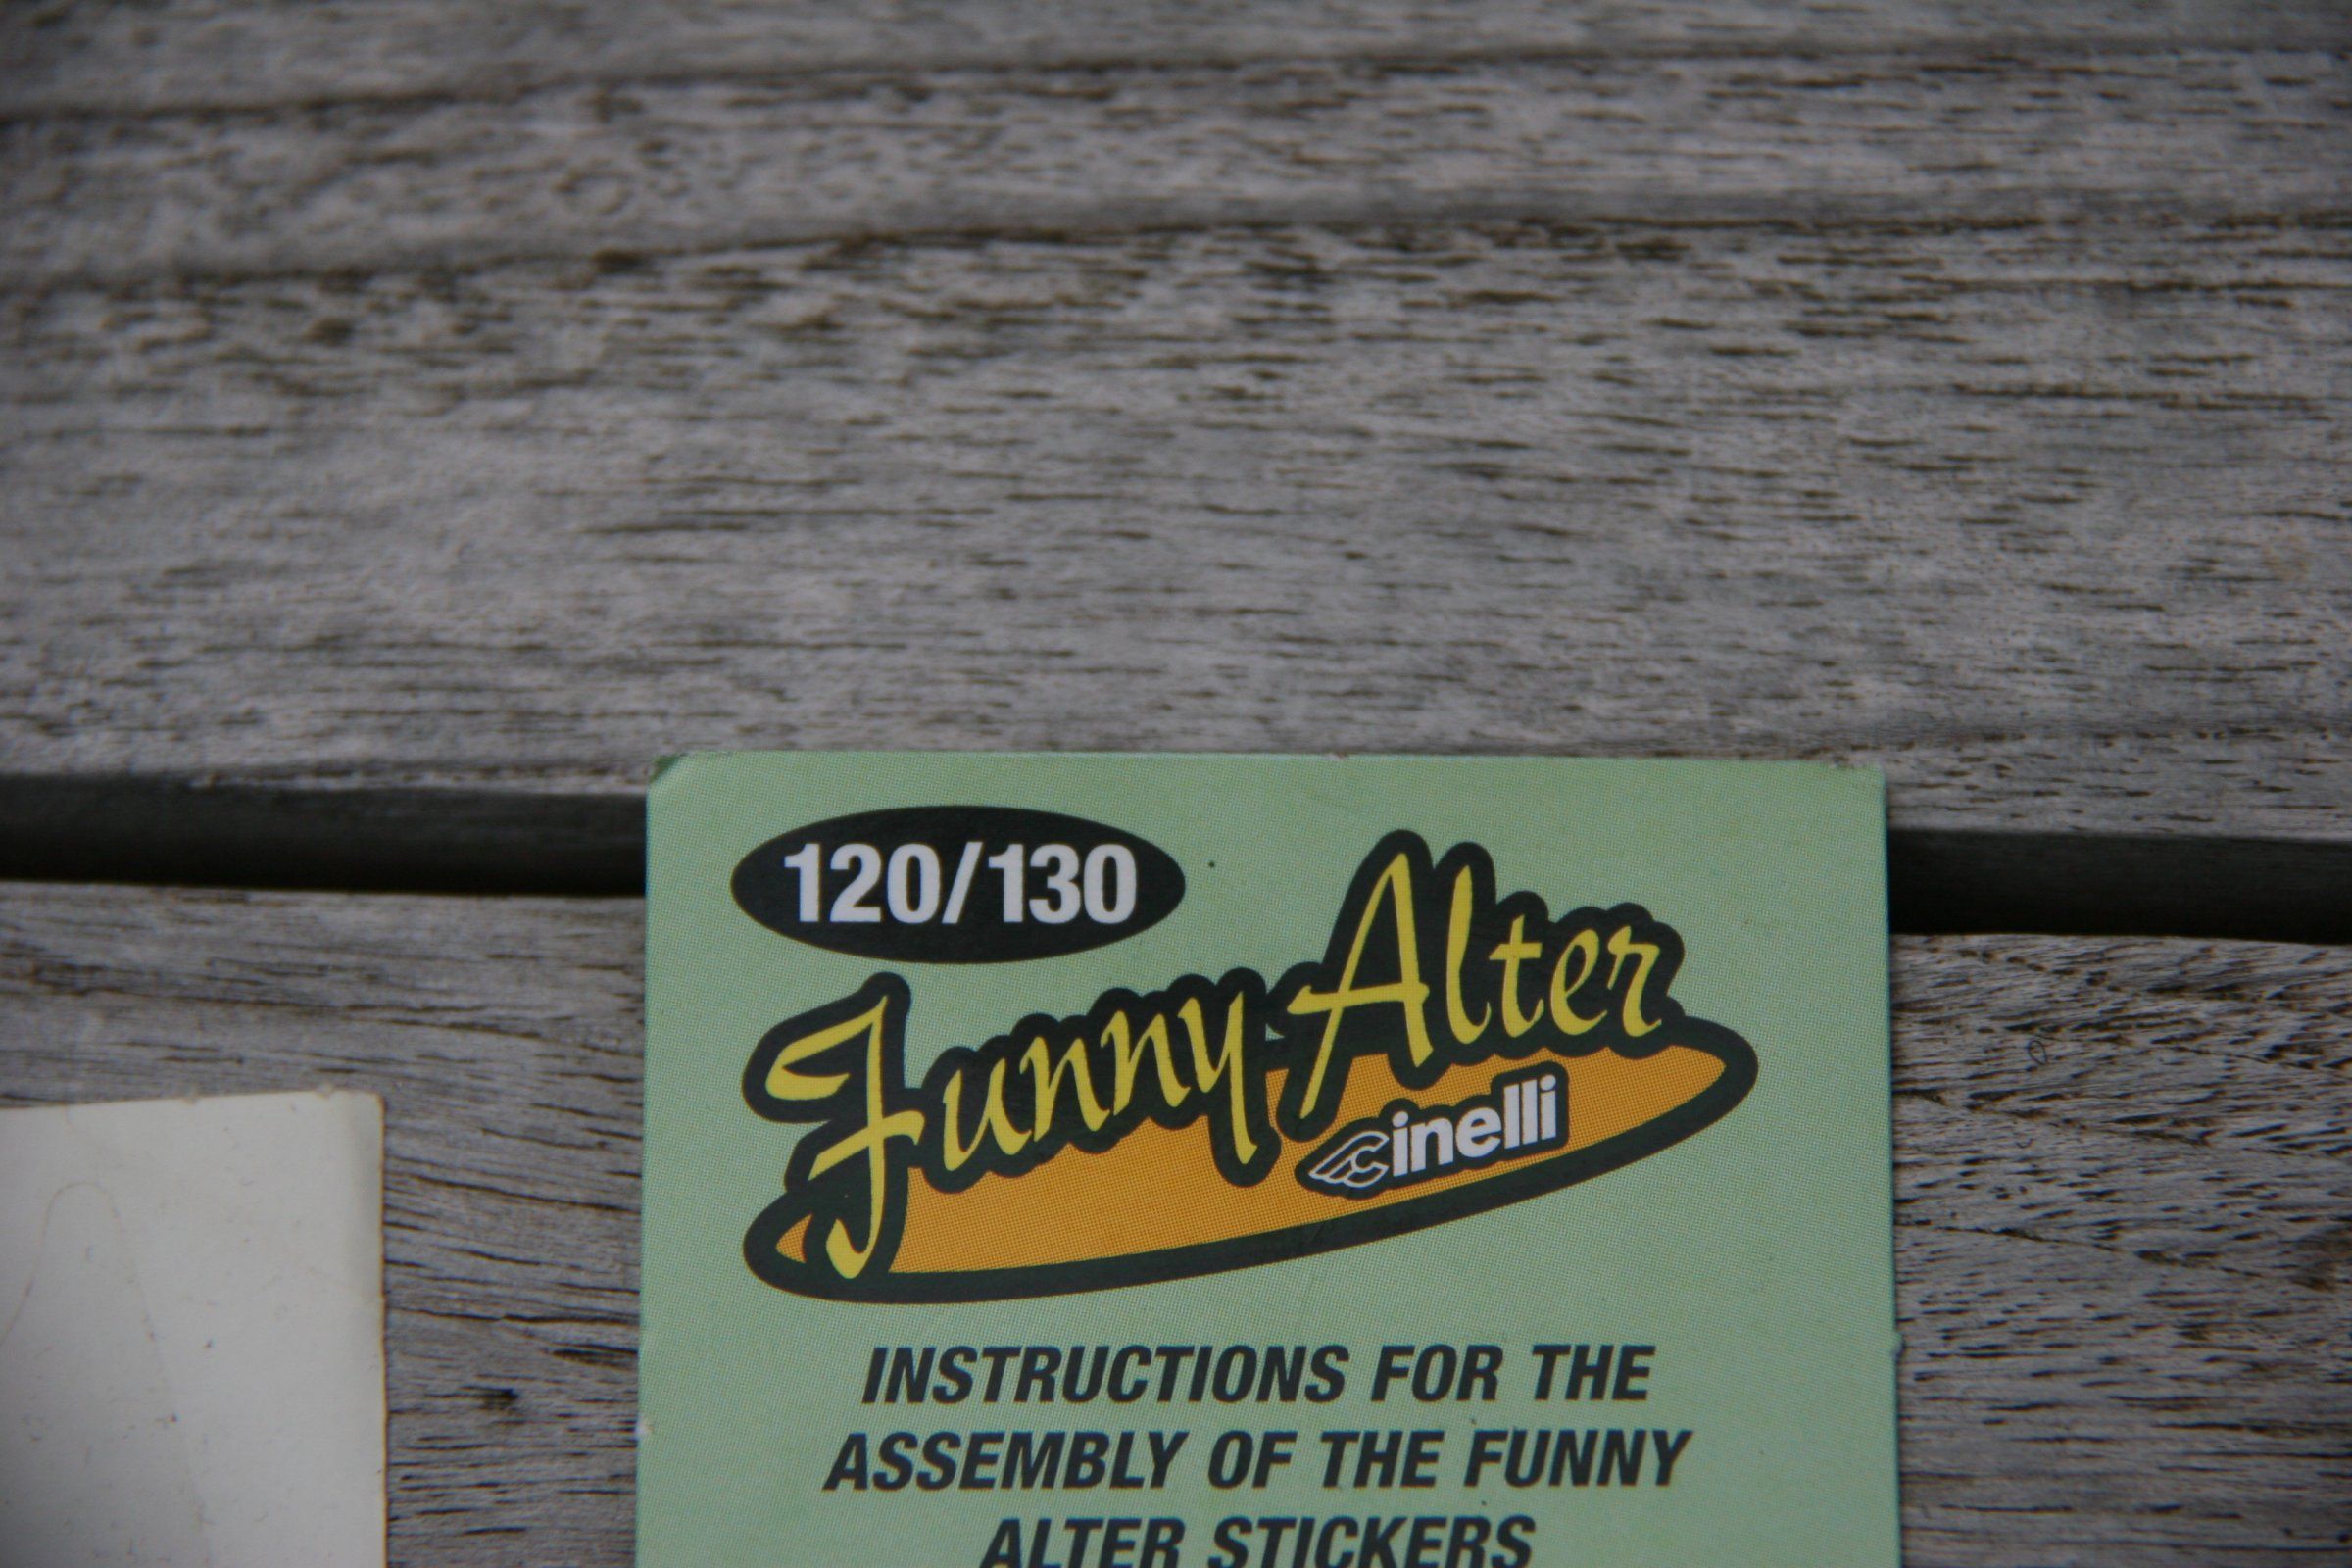 120/130
Funny Alter
cinelli
INSTRUCTIONS FOR THE
ASSEMBLY OF THE FUNNY
ALTER STICKERS